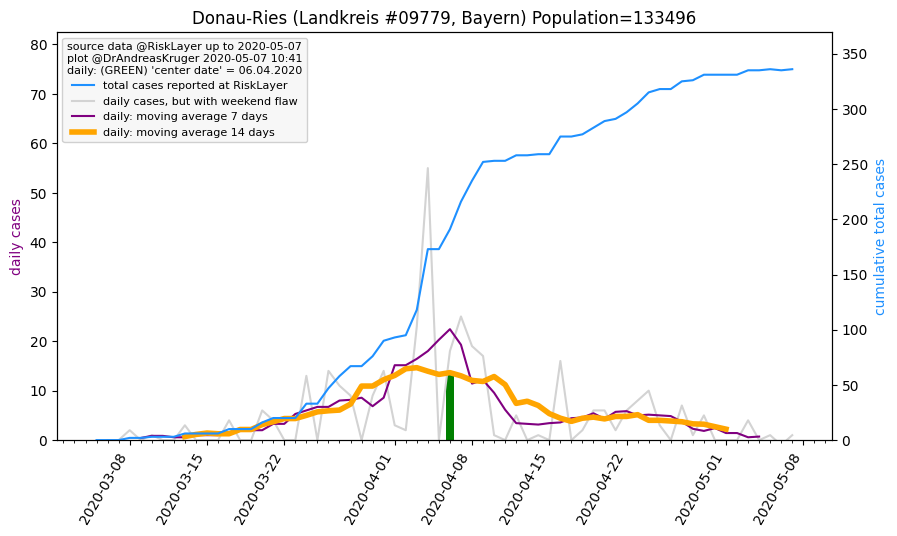 Donau-Ries (Landkreis #09779, Bayern) Population=133496
source data @RiskLayer up to 2020-05-07
plot @DrAndreasKruger 2020-05-07 10:41
daily: (GREEN) 'center date' = 06.04.2020
total cases reported at RiskLayer
daily cases, but with weekend flaw
daily: moving average 7 days
daily: moving average 14 days
daily cases
80
70
60
50
40
30
20
10
0
cumulative total cases
350
300
250
200
150
100
50
0
2020-03-08
2020-03-15
2020-03-22
2020-04-01
2020-04-08
2020-04-15
2020-04-22
2020-05-01
2020-05-08